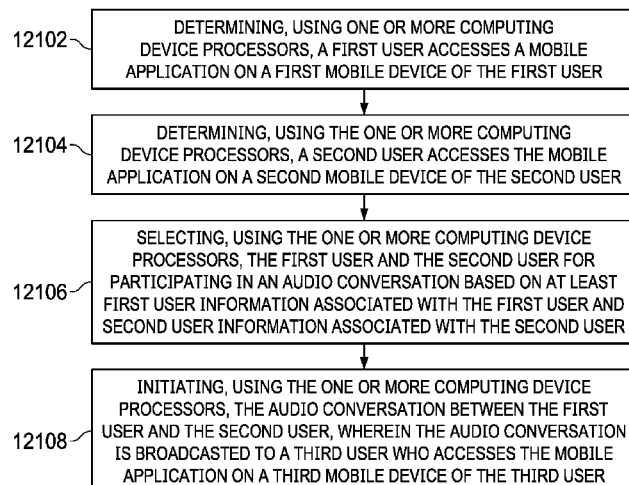 12102
DETERMINING, USING ONE OR MORE COMPUTING
DEVICE PROCESSORS, A FIRST USER ACCESSES A MOBILE
APPLICATION ON A FIRST MOBILE DEVICE OF THE FIRST USER
12104
DETERMINING, USING THE ONE OR MORE COMPUTING
DEVICE PROCESSORS, A SECOND USER ACCESSES THE MOBILE
APPLICATION ON A SECOND MOBILE DEVICE OF THE SECOND USER
12106
SELECTING, USING THE ONE OR MORE COMPUTING DEVICE
PROCESSORS, THE FIRST USER AND THE SECOND USER FOR
PARTICIPATING IN AN AUDIO CONVERSATION BASED ON AT LEAST
FIRST USER INFORMATION ASSOCIATED WITH THE FIRST USER AND
SECOND USER INFORMATION ASSOCIATED WITH THE SECOND USER
12108
INITIATING, USING THE ONE OR MORE COMPUTING DEVICE
PROCESSORS, THE AUDIO CONVERSATION BETWEEN THE FIRST
USER AND THE SECOND USER, WHEREIN THE AUDIO CONVERSATION
IS BROADCASTED TO A THIRD USER WHO ACCESSES THE MOBILE
APPLICATION ON A THIRD MOBILE DEVICE OF THE THIRD USER